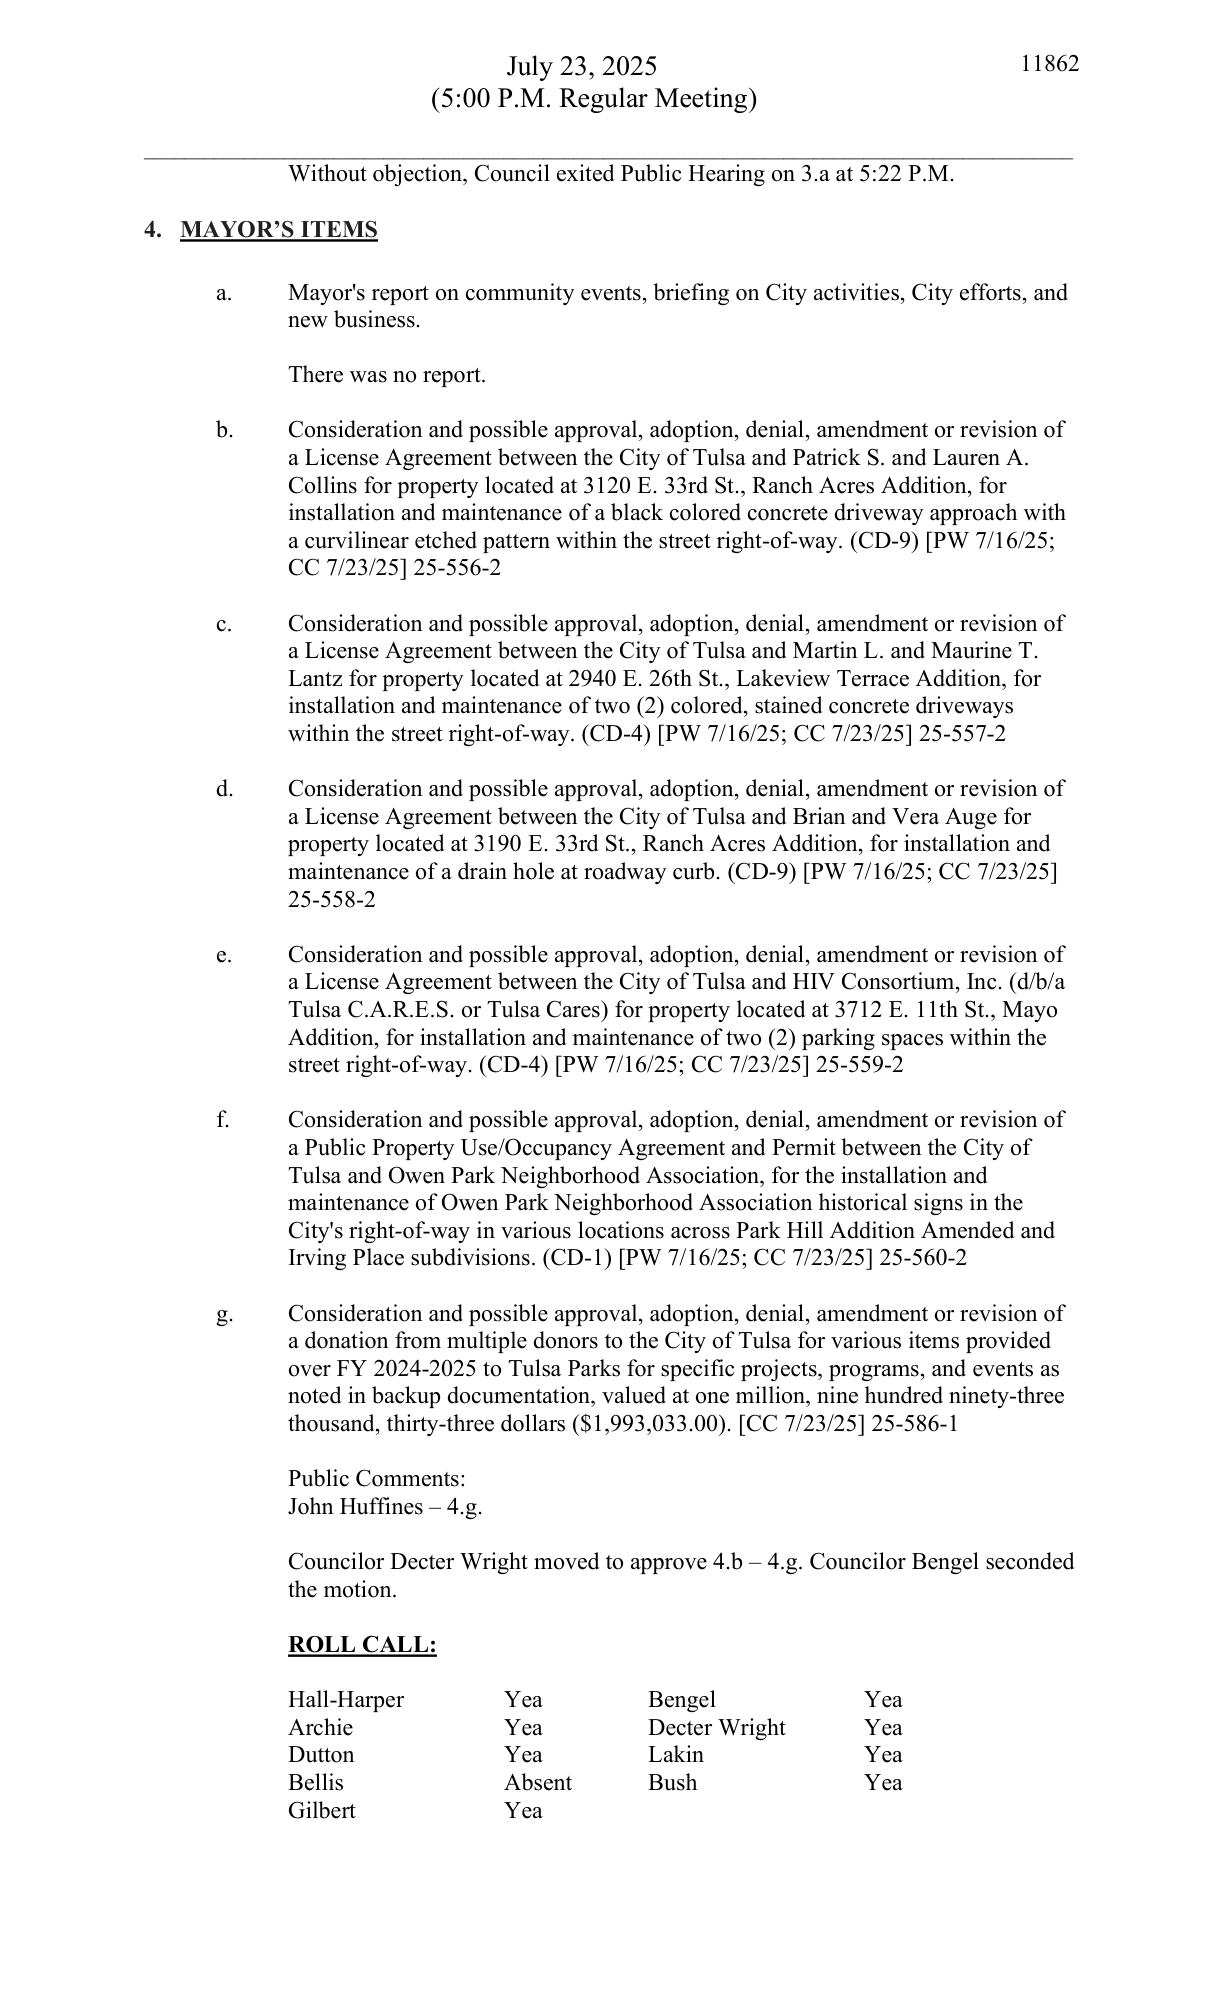 July 23, 2025
11862
(5:00 P.M. Regular Meeting)
Without objection, Council exited Public Hearing on 3.a at 5:22 P.M.
4. MAYOR’S ITEMS
a. Mayor's report on community events, briefing on City activities, City efforts, and
new business.
There was no report.
b. Consideration and possible approval, adoption, denial, amendment or revision of
a License Agreement between the City of Tulsa and Patrick S. and Lauren A.
Collins for property located at 3120 E. 33rd St., Ranch Acres Addition, for
installation and maintenance of a black colored concrete driveway approach with
a curvilinear etched pattern within the street right-of-way. (CD-9) [PW 7/16/25;
CC 7/23/25] 25-556-2
c. Consideration and possible approval, adoption, denial, amendment or revision of
a License Agreement between the City of Tulsa and Martin L. and Maurine T.
Lantz for property located at 2940 E. 26th St., Lakeview Terrace Addition, for
installation and maintenance of two (2) colored, stained concrete driveways
within the street right-of-way. (CD-4) [PW 7/16/25; CC 7/23/25] 25-557-2
d. Consideration and possible approval, adoption, denial, amendment or revision of
a License Agreement between the City of Tulsa and Brian and Vera Auge for
property located at 3190 E. 33rd St., Ranch Acres Addition, for installation and
maintenance of a drain hole at roadway curb. (CD-9) [PW 7/16/25; CC 7/23/25]
25-558-2
e. Consideration and possible approval, adoption, denial, amendment or revision of
a License Agreement between the City of Tulsa and HIV Consortium, Inc. (d/b/a
Tulsa C.A.R.E.S. or Tulsa Cares) for property located at 3712 E. 11th St., Mayo
Addition, for installation and maintenance of two (2) parking spaces within the
street right-of-way. (CD-4) [PW 7/16/25; CC 7/23/25] 25-559-2
f. Consideration and possible approval, adoption, denial, amendment or revision of
a Public Property Use/Occupancy Agreement and Permit between the City of
Tulsa and Owen Park Neighborhood Association, for the installation and
maintenance of Owen Park Neighborhood Association historical signs in the
City's right-of-way in various locations across Park Hill Addition Amended and
Irving Place subdivisions. (CD-1) [PW 7/16/25; CC 7/23/25] 25-560-2
g. Consideration and possible approval, adoption, denial, amendment or revision of
a donation from multiple donors to the City of Tulsa for various items provided
over FY 2024-2025 to Tulsa Parks for specific projects, programs, and events as
noted in backup documentation, valued at one million, nine hundred ninety-three
thousand, thirty-three dollars ($1,993,033.00). [CC 7/23/25] 25-586-1
Public Comments:
John Huffines – 4.g.
Councilor Decter Wright moved to approve 4.b – 4.g. Councilor Bengel seconded
the motion.
ROLL CALL:
Hall-Harper Yea Bengel Yea
Archie Yea Decter Wright Yea
Dutton Yea Lakin Yea
Bellis Absent Bush Yea
Gilbert Yea